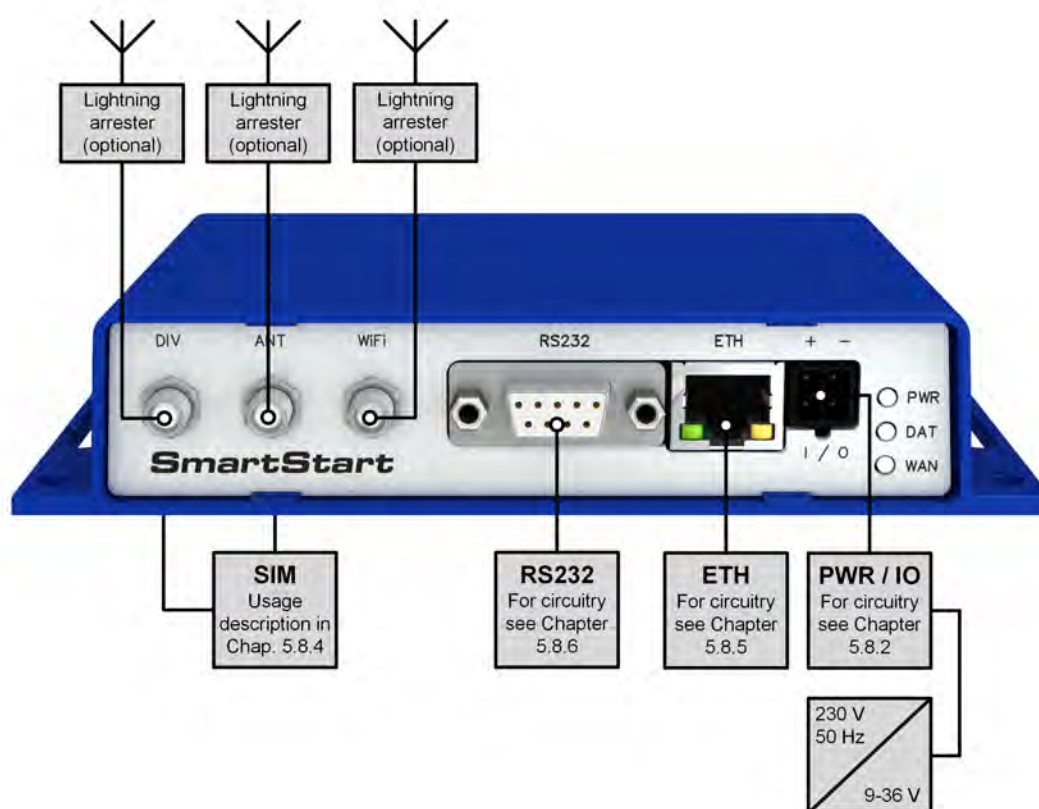 Lightning
arrester
(optional)
Lightning
arrester
(optional)
Lightning
arrester
(optional)
DIV
ANT
WiFi
RS232
ETH
+ -
PWR
DAT
WAN
I / O
SmartStart
SIM
Usage
description in
Chap. 5.8.4
RS232
For circuitry
see Chapter
5.8.6
ETH
For circuitry
see Chapter
5.8.5
PWR / IO
For circuitry
see Chapter
5.8.2
230 V
50 Hz
9-36 V